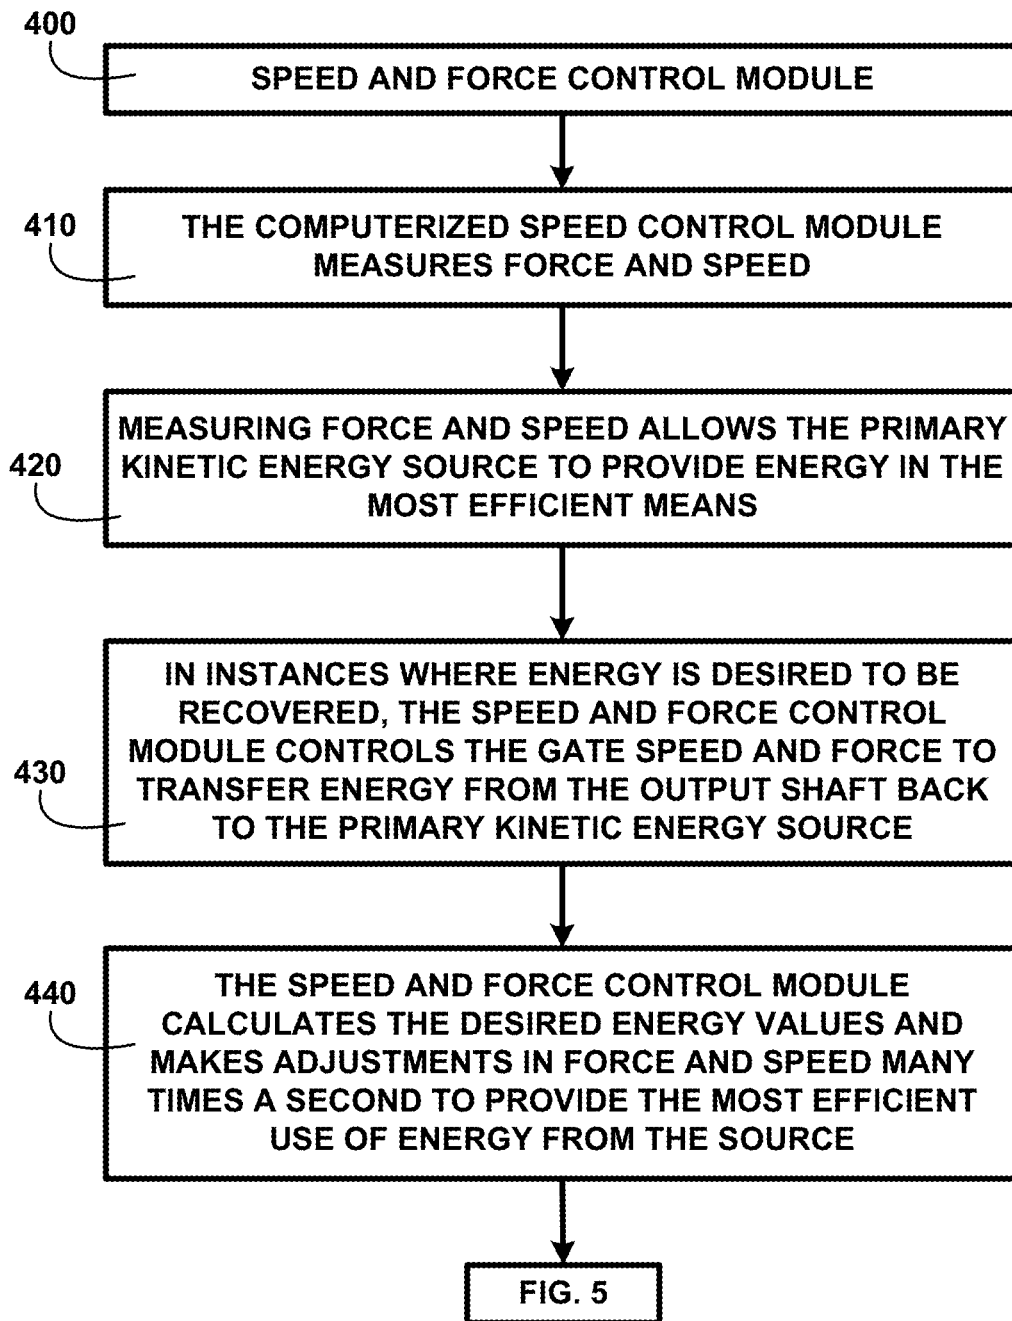 400
SPEED AND FORCE CONTROL MODULE
410
THE COMPUTERIZED SPEED CONTROL MODULE
MEASURES FORCE AND SPEED
420
MEASURING FORCE AND SPEED ALLOWS THE PRIMARY
KINETIC ENERGY SOURCE TO PROVIDE ENERGY IN THE
MOST EFFICIENT MEANS
430
IN INSTANCES WHERE ENERGY IS DESIRED TO BE
RECOVERED, THE SPEED AND FORCE CONTROL
MODULE CONTROLS THE GATE SPEED AND FORCE TO
TRANSFER ENERGY FROM THE OUTPUT SHAFT BACK
TO THE PRIMARY KINETIC ENERGY SOURCE
440
THE SPEED AND FORCE CONTROL MODULE
CALCULATES THE DESIRED ENERGY VALUES AND
MAKES ADJUSTMENTS IN FORCE AND SPEED MANY
TIMES A SECOND TO PROVIDE THE MOST EFFICIENT
USE OF ENERGY FROM THE SOURCE
FIG. 5